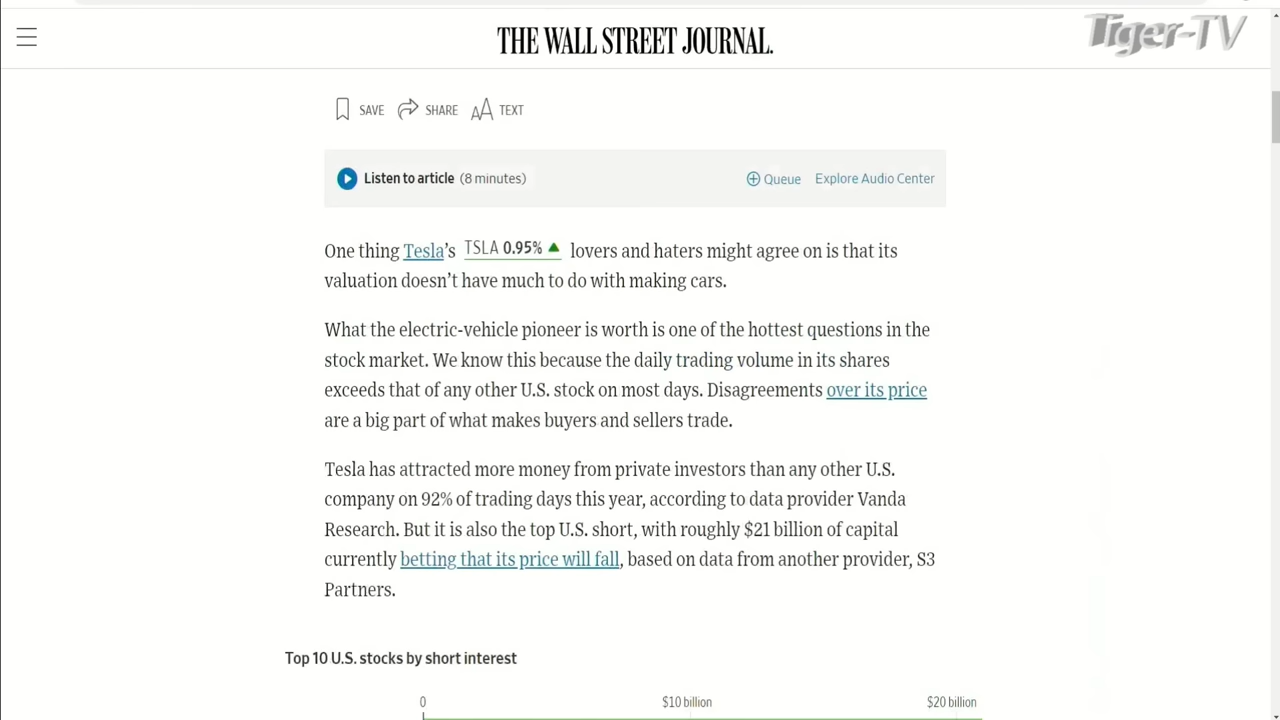 THE WALL STREET JOURNAL.
Tiger-TV
SAVE SHARE AA TEXT
Listen to article (8 minutes) Queue Explore Audio Center
One thing Tesla's TSLA 0.95% ▲ lovers and haters might agree on is that its
valuation doesn't have much to do with making cars.
What the electric-vehicle pioneer is worth is one of the hottest questions in the
stock market. We know this because the daily trading volume in its shares
exceeds that of any other U.S. stock on most days. Disagreements over its price
are a big part of what makes buyers and sellers trade.
Tesla has attracted more money from private investors than any other U.S.
company on 92% of trading days this year, according to data provider Vanda
Research. But it is also the top U.S. short, with roughly $21 billion of capital
currently betting that its price will fall, based on data from another provider, S3
Partners.
Top 10 U.S. stocks by short interest
0 $10 billion $20 billion